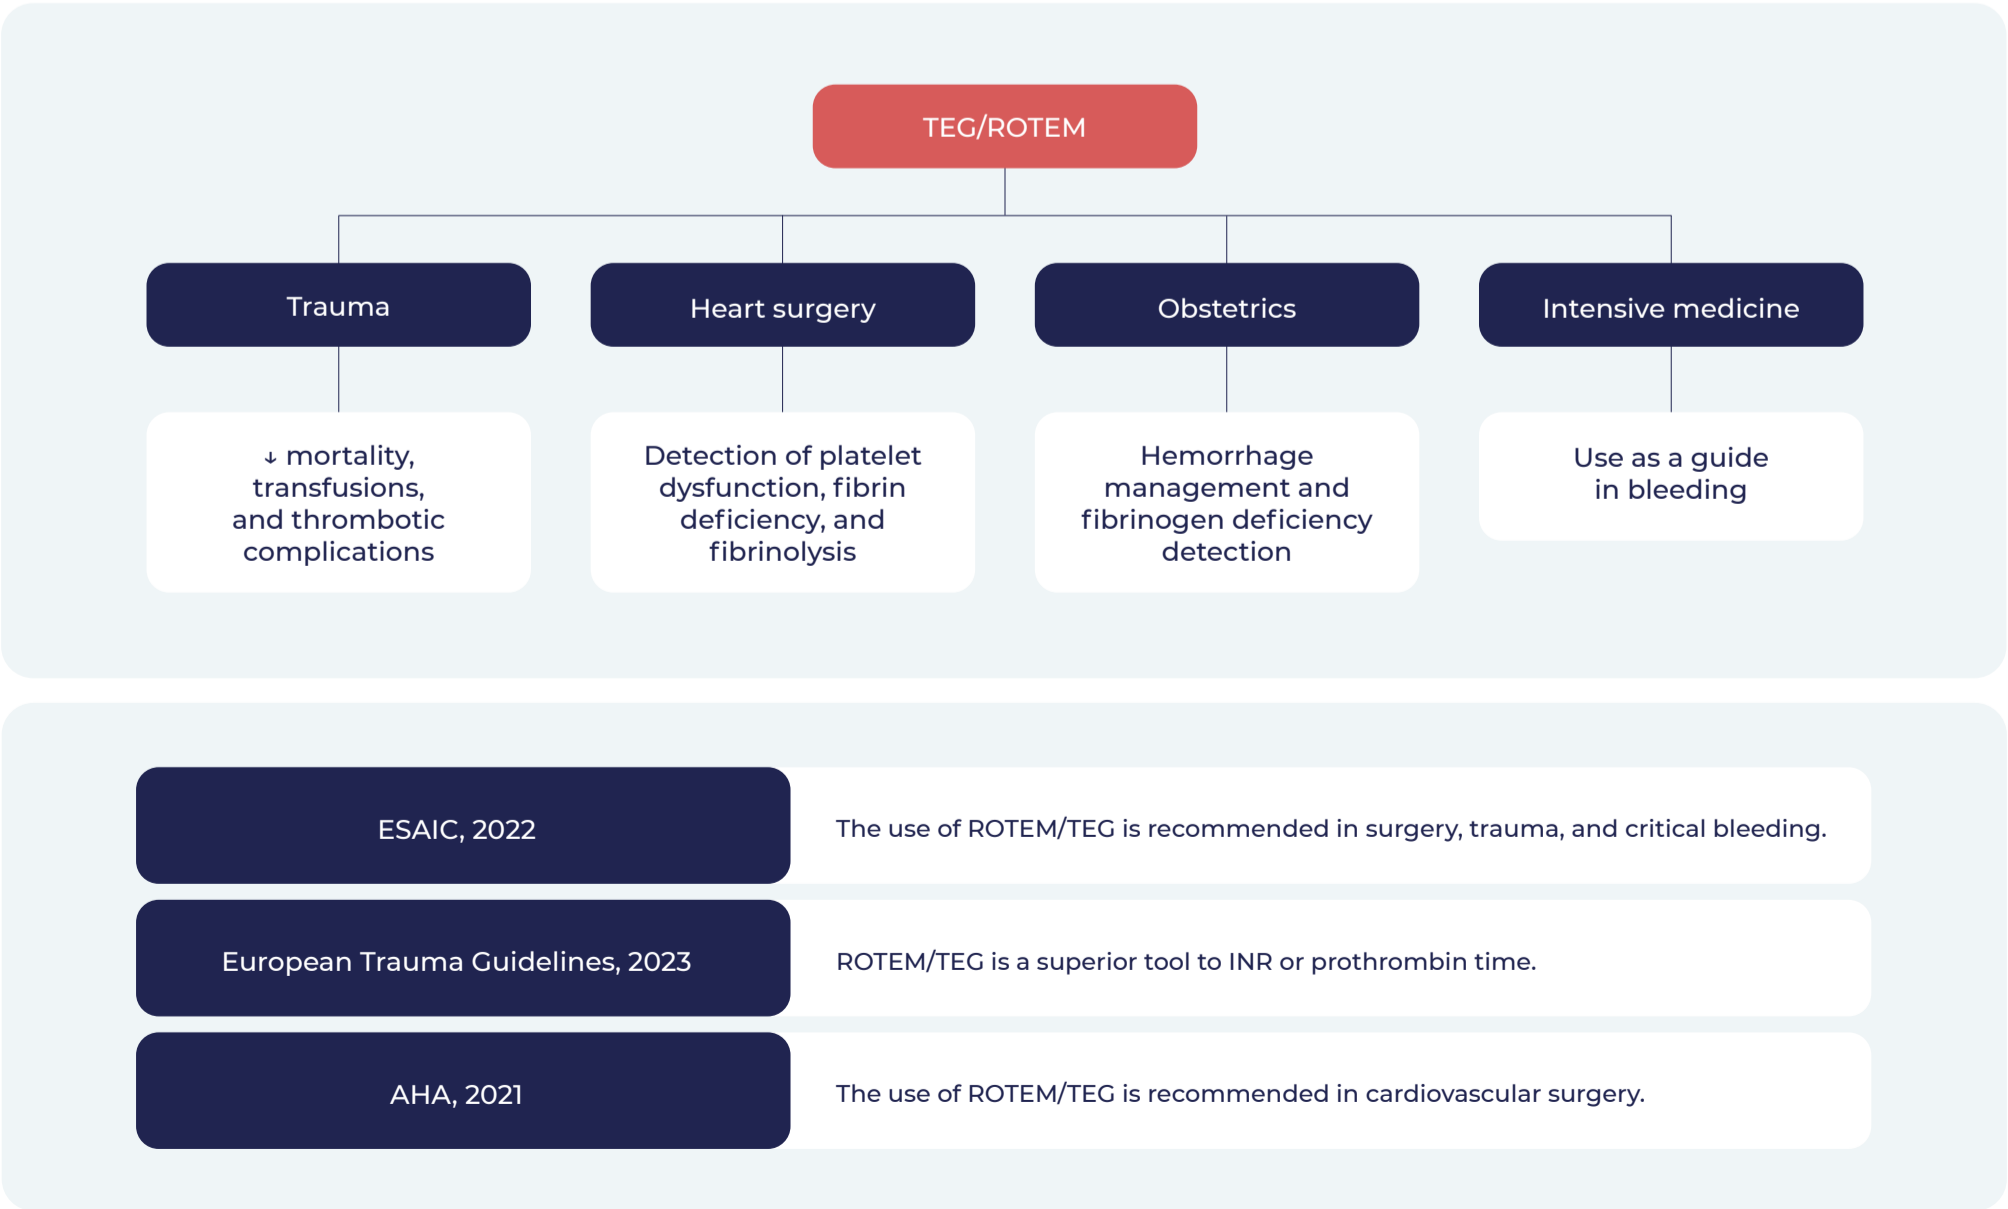 TEG/ROTEM
Trauma
Heart surgery
Obstetrics
Intensive medicine
↓ mortality,
transfusions,
and thrombotic
complications
Detection of platelet
dysfunction, fibrin
deficiency, and
fibrinolysis
Hemorrhage
management and
fibrinogen deficiency
detection
Use as a guide
in bleeding
ESAIC, 2022
The use of ROTEM/TEG is recommended in surgery, trauma, and critical bleeding.
European Trauma Guidelines, 2023
ROTEM/TEG is a superior tool to INR or prothrombin time.
AHA, 2021
The use of ROTEM/TEG is recommended in cardiovascular surgery.